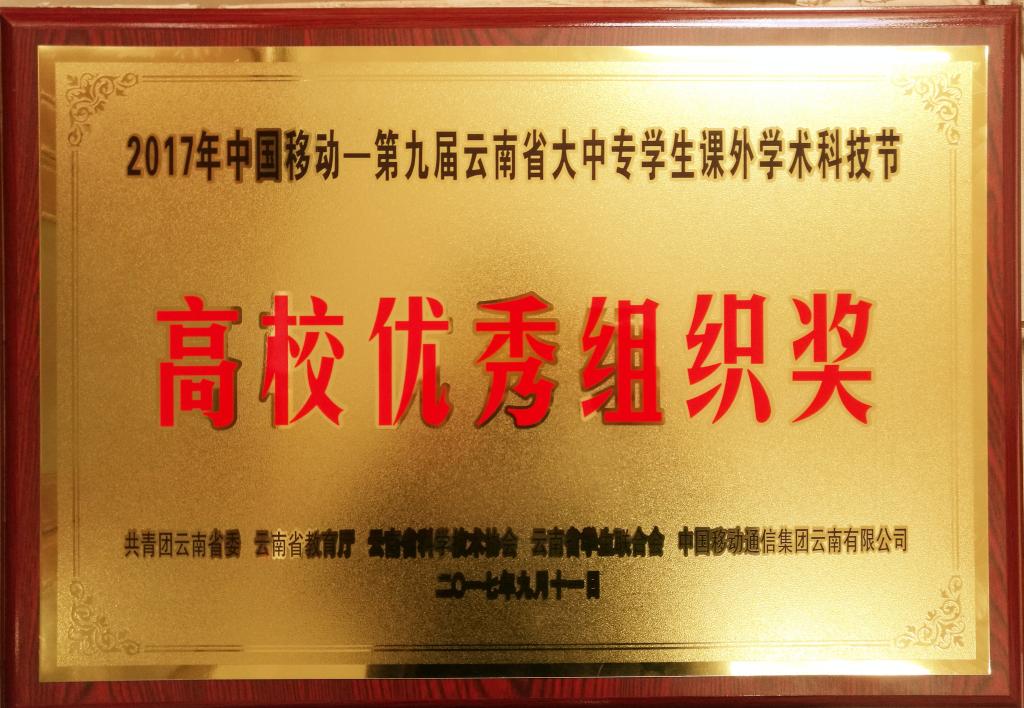 2017年中国移动—第九届云南省大中专学生课外学术科技节
高校优秀组织奖
共青团云南省委 云南省教育厅 云南省科学技术协会 云南省学生联合会 中国移动通信集团云南有限公司
二〇一七年九月十一日